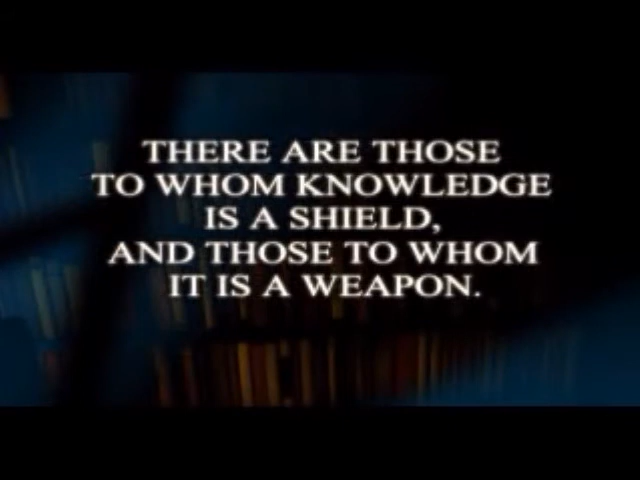 THERE ARE THOSE
TO WHOM KNOWLEDGE
IS A SHIELD,
AND THOSE TO WHOM
IT IS A WEAPON.